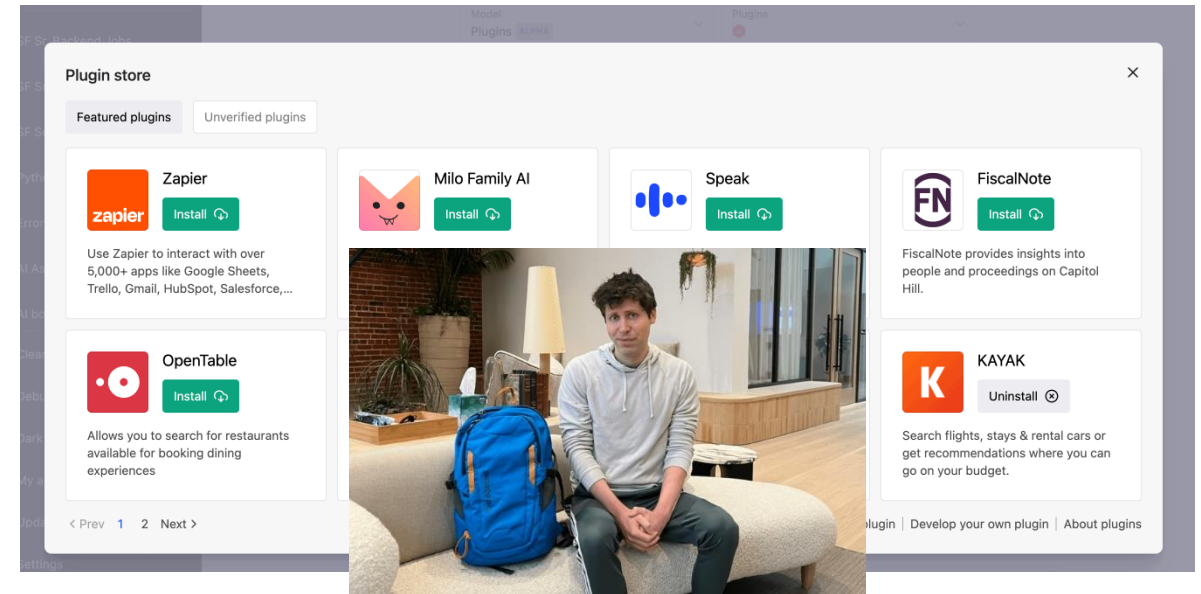 Model
Plugins ALPHA
Plugins
SF Sr. Backend Jobs
Plugin store
Featured plugins
Unverified plugins
Zapier
Install
zapier
Use Zapier to interact with over
5,000+ apps like Google Sheets,
Trello, Gmail, HubSpot, Salesforce,...
Milo Family AI
Install
Speak
Install
FiscalNote
Install
FN
FiscalNote provides insights into
people and proceedings on Capitol
Hill.
OpenTable
Install
Allows you to search for restaurants
available for booking dining
experiences
KAYAK
Uninstall
K
Search flights, stays & rental cars or
get recommendations where you can
go on your budget.
< Prev 1 2 Next >
Develop your own plugin | About plugins
Settings